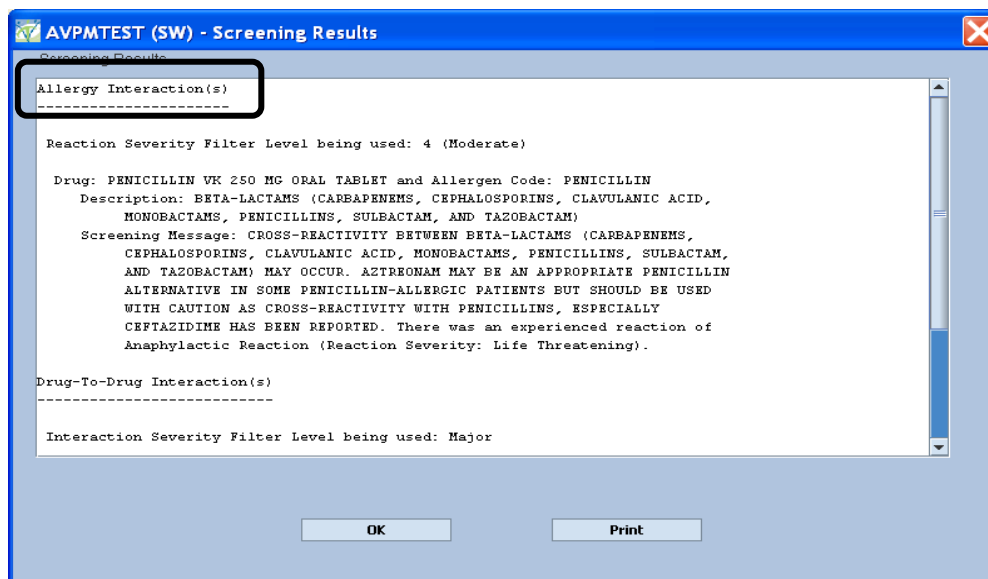 AVPMTEST (SW) - Screening Results
Screening Results
Allergy Interaction(s)
----------------------
Reaction Severity Filter Level being used: 4 (Moderate)
Drug: PENICILLIN VK 250 MG ORAL TABLET and Allergen Code: PENICILLIN
Description: BETA-LACTAMS (CARBAPENEMS, CEPHALOSPORINS, CLAVULANIC ACID,
MONOBACTAMS, PENICILLINS, SULBACTAM, AND TAZOBACTAM)
Screening Message: CROSS-REACTIVITY BETWEEN BETA-LACTAMS (CARBAPENEMS,
CEPHALOSPORINS, CLAVULANIC ACID, MONOBACTAMS, PENICILLINS, SULBACTAM,
AND TAZOBACTAM) MAY OCCUR. AZTREONAM MAY BE AN APPROPRIATE PENICILLIN
ALTERNATIVE IN SOME PENICILLIN-ALLERGIC PATIENTS BUT SHOULD BE USED
WITH CAUTION AS CROSS-REACTIVITY WITH PENICILLINS, ESPECIALLY
CEFTAZIDIME HAS BEEN REPORTED. There was an experienced reaction of
Anaphylactic Reaction (Reaction Severity: Life Threatening).
Drug-To-Drug Interaction(s)
---------------------------
Interaction Severity Filter Level being used: Major
OK Print